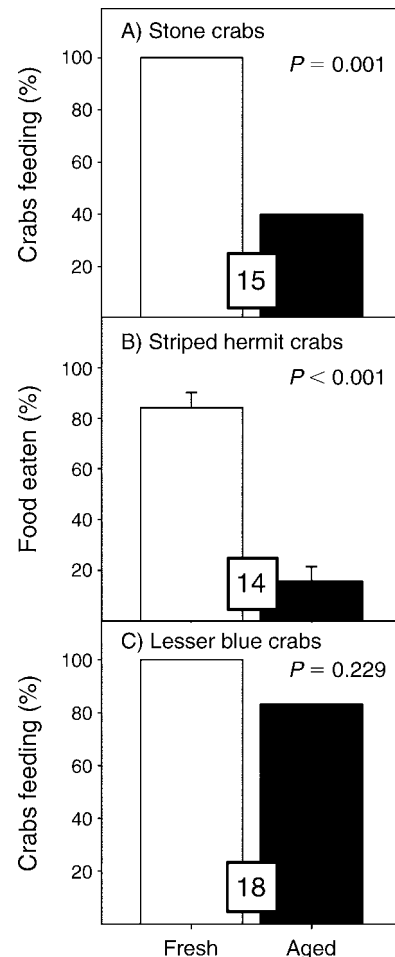 A) Stone crabs
P = 0.001
Crabs feeding (%)
100
80
60
40
20
15
B) Striped hermit crabs
P < 0.001
Food eaten (%)
100
80
60
40
20
14
C) Lesser blue crabs
P = 0.229
Crabs feeding (%)
100
80
60
40
20
18
Fresh Aged